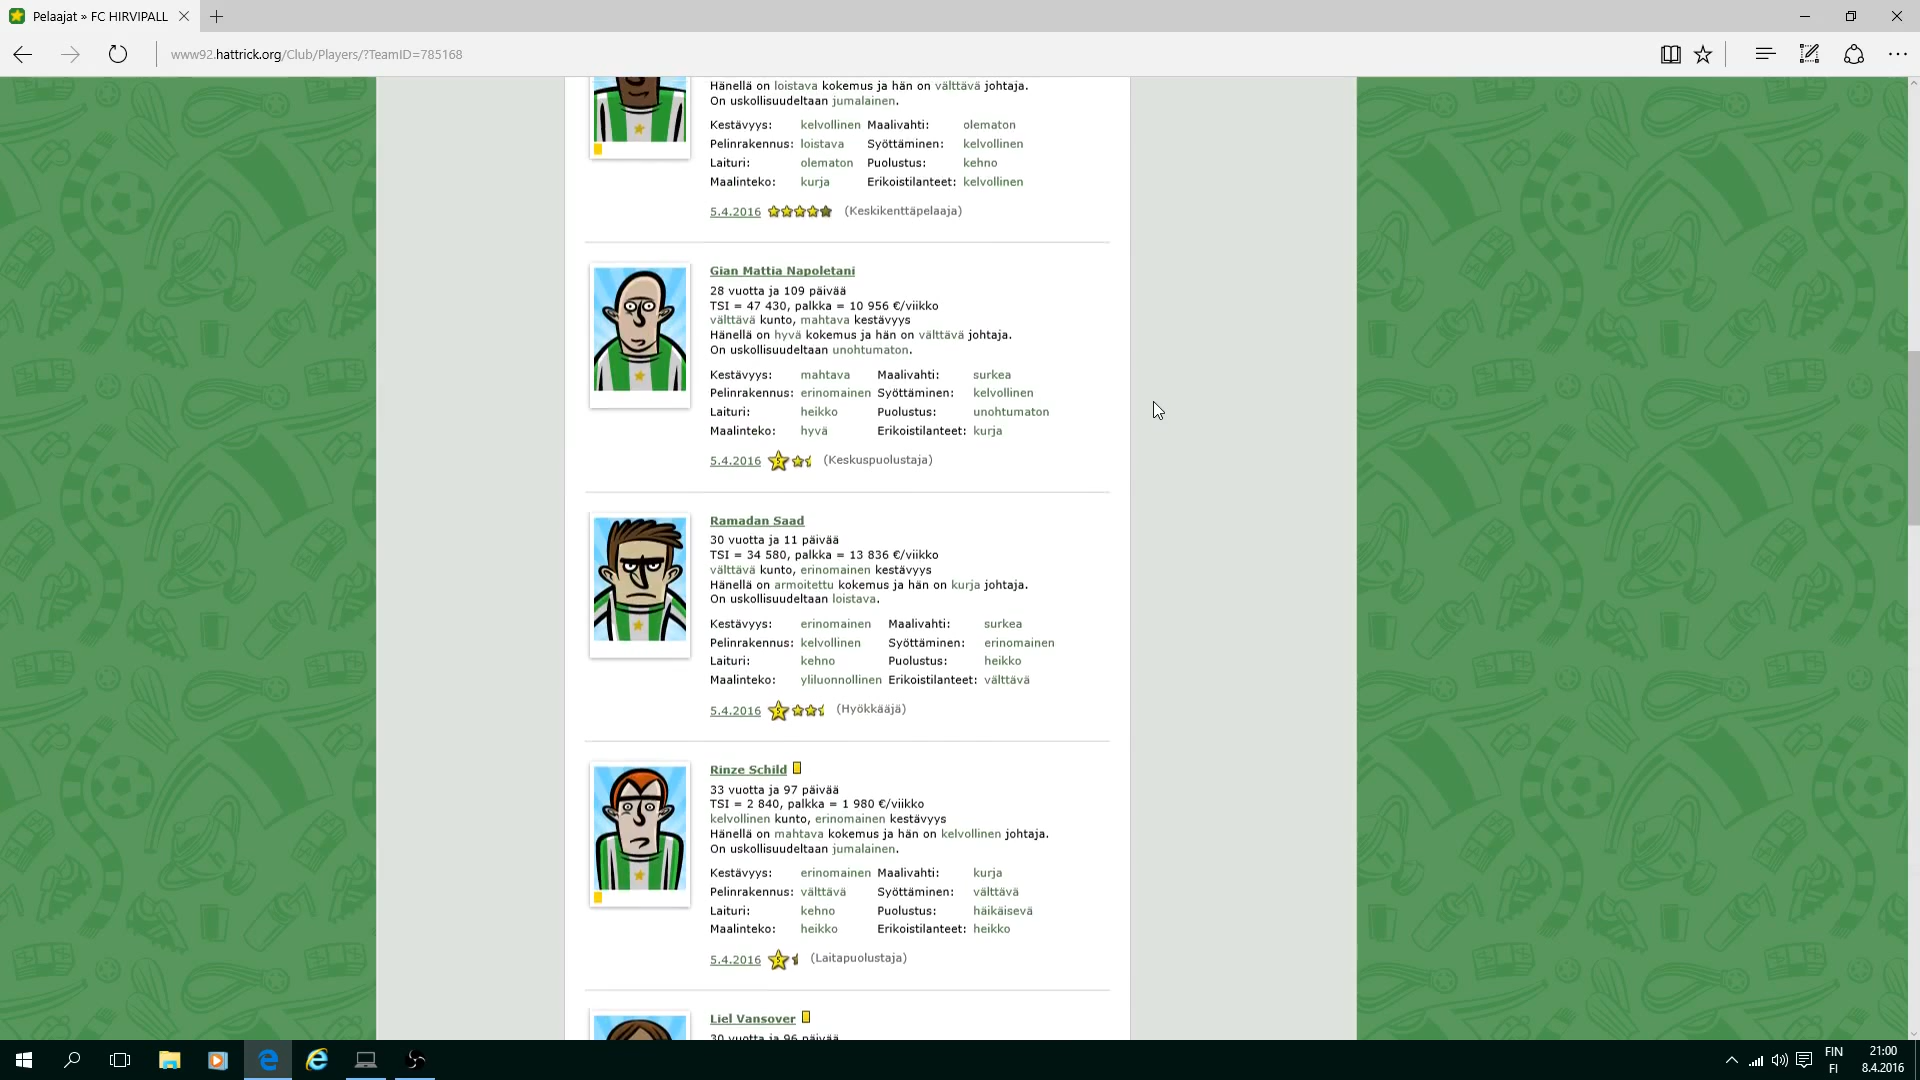 Pelaajat » FC HIRVIPALL
www92.hattrick.org/Club/Players/?TeamID=785168
Hänellä on loistava kokemus ja hän on välttävä johtaja.
On uskollisuudeltaan jumalainen.
Kestävyys: kelvollinen Maalivahti: olematon
Pelinrakennus: loistava Syöttäminen: kelvollinen
Laituri: olematon Puolustus: kehno
Maalinteko: kurja Erikoistilanteet: kelvollinen
5.4.2016 (Keskikenttäpelaaja)
Gian Mattia Napoletani
28 vuotta ja 109 päivää
TSI = 47 430, palkka = 10 956 €/viikko
välttävä kunto, mahtava kestävyys
Hänellä on hyvä kokemus ja hän on välttävä johtaja.
On uskollisuudeltaan unohtumaton.
Kestävyys: mahtava Maalivahti: surkea
Pelinrakennus: erinomainen Syöttäminen: kelvollinen
Laituri: heikko Puolustus: unohtumaton
Maalinteko: hyvä Erikoistilanteet: kurja
5.4.2016 5 (Keskuspuolustaja)
Ramadan Saad
30 vuotta ja 11 päivää
TSI = 34 580, palkka = 13 836 €/viikko
välttävä kunto, erinomainen kestävyys
Hänellä on armoitettu kokemus ja hän on kurja johtaja.
On uskollisuudeltaan loistava.
Kestävyys: erinomainen Maalivahti: surkea
Pelinrakennus: kelvollinen Syöttäminen: erinomainen
Laituri: kehno Puolustus: heikko
Maalinteko: yliluonnollinen Erikoistilanteet: välttävä
5.4.2016 5 (Hyökkääjä)
Rinze Schild
33 vuotta ja 97 päivää
TSI = 2 840, palkka = 1 980 €/viikko
kelvollinen kunto, erinomainen kestävyys
Hänellä on mahtava kokemus ja hän on kelvollinen johtaja.
On uskollisuudeltaan jumalainen.
Kestävyys: erinomainen Maalivahti: kurja
Pelinrakennus: välttävä Syöttäminen: välttävä
Laituri: kehno Puolustus: häikäisevä
Maalinteko: heikko Erikoistilanteet: heikko
5.4.2016 5 (Laitapuolustaja)
Liel Vansover
30 vuotta ja 96 päivää
FIN
FI
21:00
8.4.2016